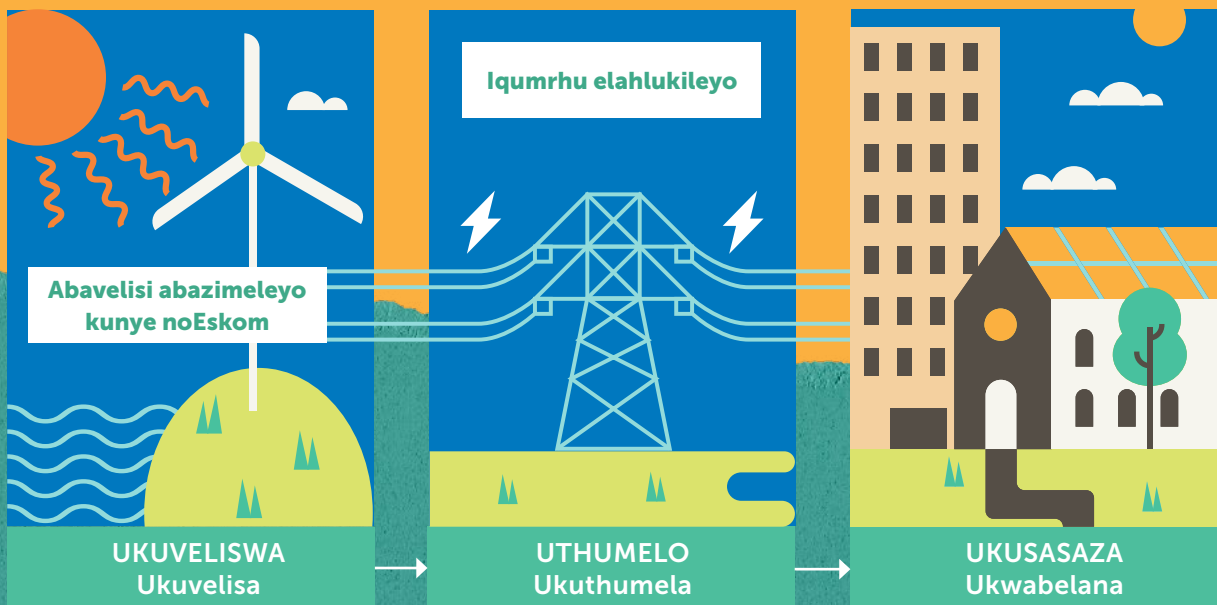 Abavelisi abazimeleyo
kunye noEskom
UKUVELISWA
Ukuvelisa
Iqumrhu elahlukileyo
UTHUMELO
Ukuthumela
UKUSASAZA
Ukwabelana